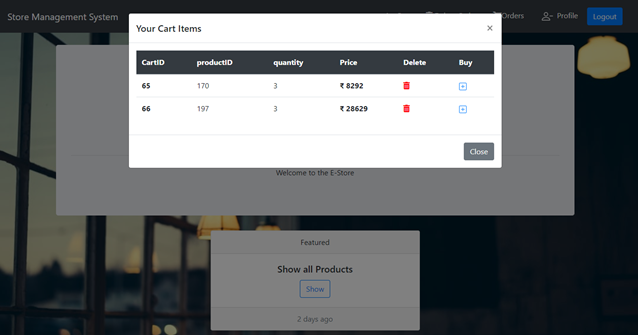 Store Management System
Orders
Profile
Logout
Your Cart Items
×
CartID productID quantity Price Delete Buy
65 170 3 ₹ 8292
66 197 3 ₹ 28629
Close
Welcome to the E-Store
Featured
Show all Products
Show
2 days ago